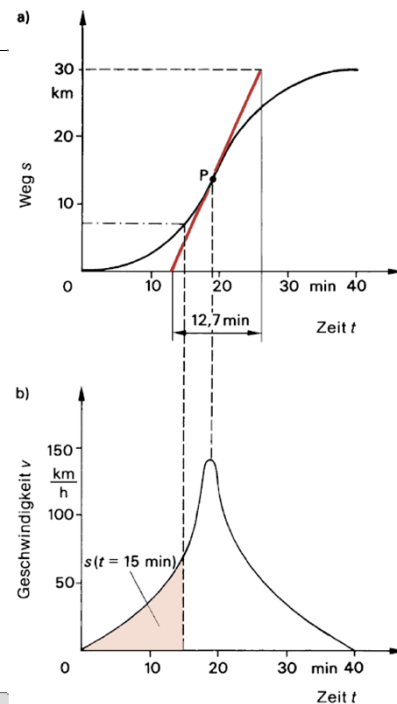 a)
30
km
20
10
0
Weg s
P
10
20
30
min
40
12,7 min
Zeit t
b)
150
km
h
100
50
0
Geschwindigkeit v
s(t = 15 min)
10
20
30
min
40
Zeit t